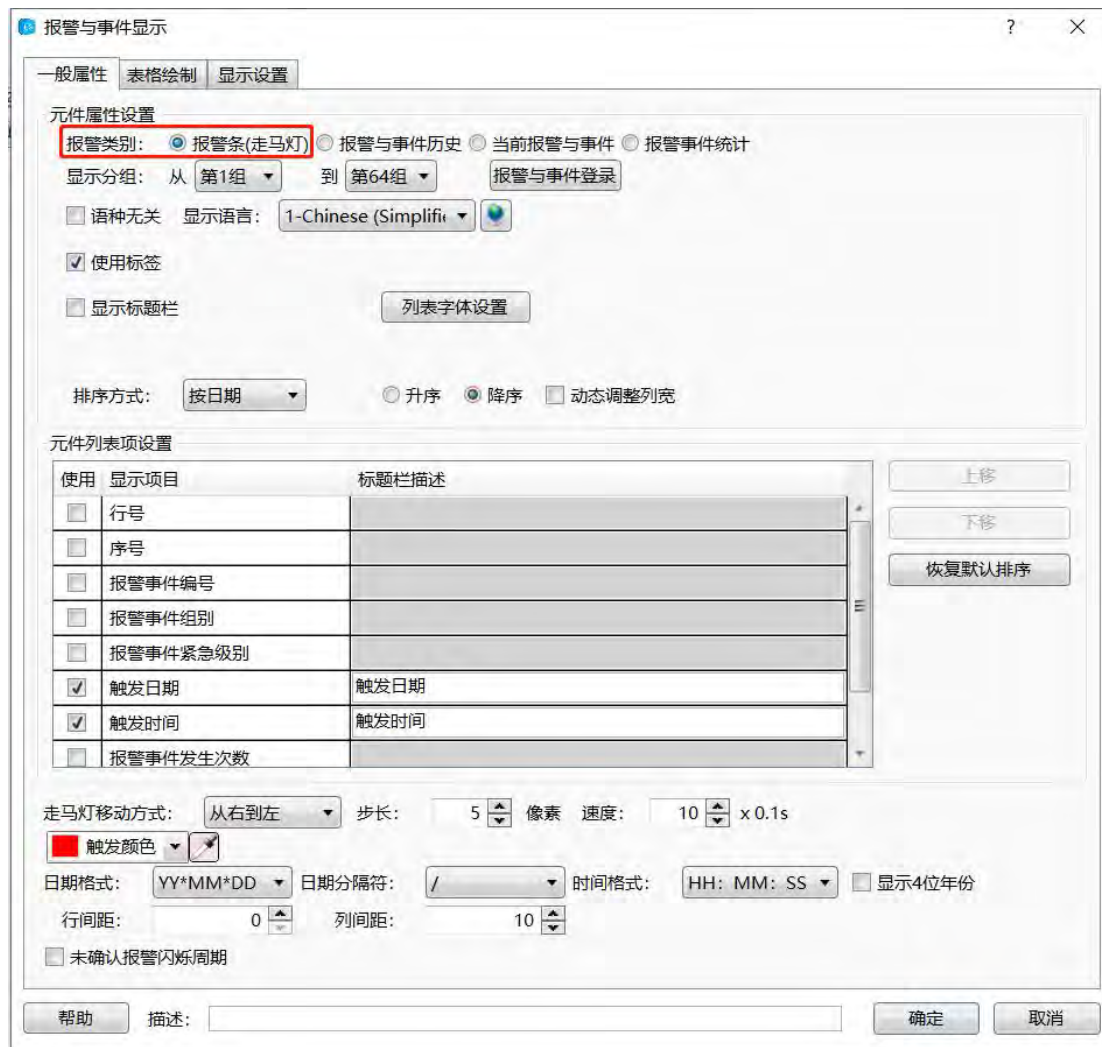 报警与事件显示 ?
一般属性 表格绘制 显示设置
元件属性设置
报警类别: 报警条(走马灯) 报警与事件历史 当前报警与事件 报警事件统计
显示分组: 从 第1组 到 第64组 报警与事件登录
语种无关 显示语言: 1-Chinese (Simplifi
使用标签
显示标题栏 列表字体设置
排序方式: 按日期 升序 降序 动态调整列宽
元件列表项设置
使用 显示项目 标题栏描述 上移
行号
序号 下移
报警事件编号 恢复默认排序
报警事件组别
报警事件紧急级别
触发日期 触发日期
触发时间 触发时间
报警事件发生次数
走马灯移动方式: 从右到左 步长: 5 像素 速度: 10 x 0.1s
触发颜色
日期格式: YY*MM*DD 日期分隔符: / 时间格式: HH: MM: SS 显示4位年份
行间距: 0 列间距: 10
未确认报警闪烁周期
帮助 描述: 确定 取消